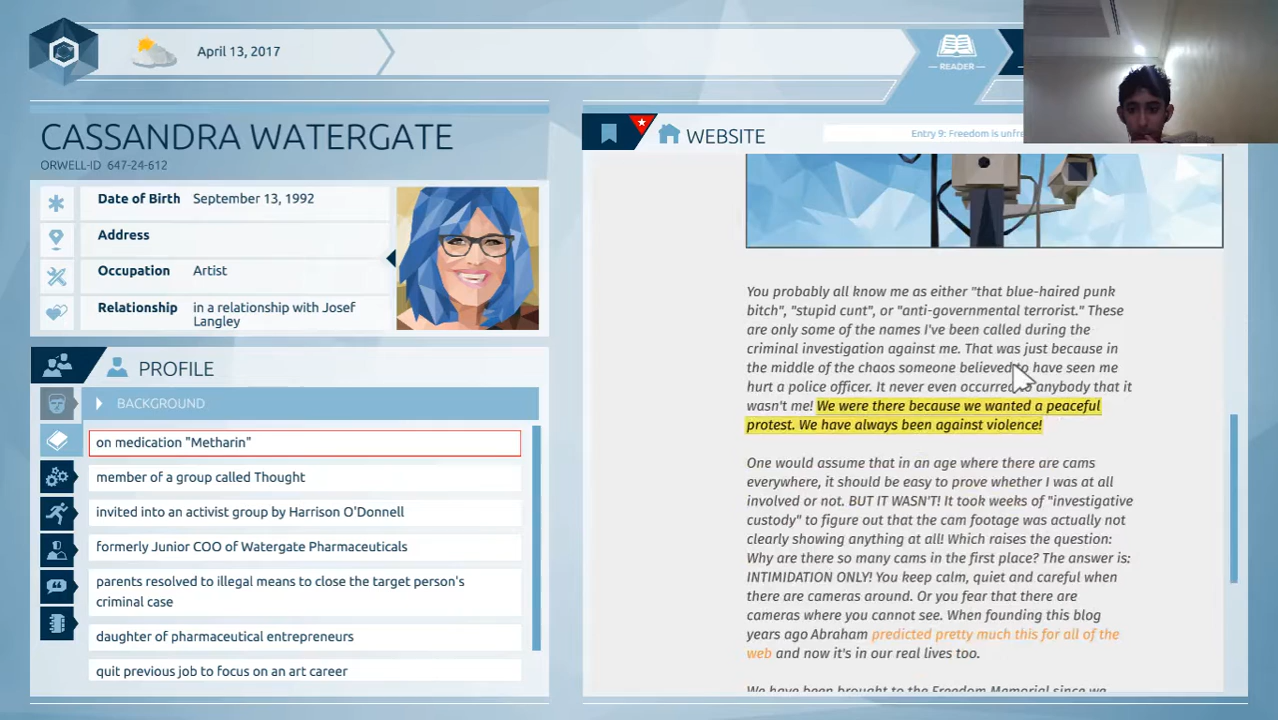 April 13, 2017
READER
CASSANDRA WATERGATE
ORWELL-ID 647-24-612
Date of Birth September 13, 1992
Address
Occupation Artist
Relationship in a relationship with Josef
Langley
PROFILE
BACKGROUND
on medication "Metharin"
member of a group called Thought
invited into an activist group by Harrison O'Donnell
formerly Junior COO of Watergate Pharmaceuticals
parents resolved to illegal means to close the target person's
criminal case
daughter of pharmaceutical entrepreneurs
quit previous job to focus on an art career
WEBSITE
Entry 9: Freedom is
You probably all know me as either "that blue-haired punk
bitch", "stupid cunt", or "anti-governmental terrorist." These
are only some of the names I've been called during the
criminal investigation against me. That was just because in
the middle of the chaos someone believed to have seen me
hurt a police officer. It never even occurred to anybody that it
wasn't me! We were there because we wanted a peaceful
protest. We have always been against violence!
One would assume that in an age where there are cams
everywhere, it should be easy to prove whether I was at all
involved or not. BUT IT WASN'T! It took weeks of "investigative
custody" to figure out that the cam footage was actually not
clearly showing anything at all! Which raises the question:
Why are there so many cams in the first place? The answer is:
INTIMIDATION ONLY! You keep calm, quiet and careful when
there are cameras around. Or you fear that there are
cameras where you cannot see. When founding this blog
years ago Abraham predicted pretty much this for all of the
web and now it's in our real lives too.
We have been brought to the Freedom Memorial since we